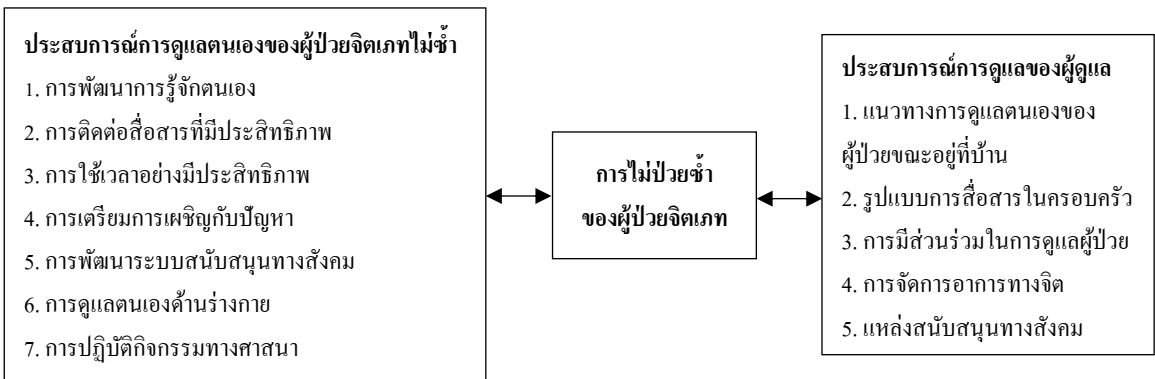 ประสบการณ์การดูแลตนเองของผู้ป่วยจิตเภทไม่ซ้ำ
1. การพัฒนาการรู้จักตนเอง
2. การติดต่อสื่อสารที่มีประสิทธิภาพ
3. การใช้เวลาอย่างมีประสิทธิภาพ
4. การเตรียมการเผชิญกับปัญหา
5. การพัฒนาระบบสนับสนุนทางสังคม
6. การดูแลตนเองด้านร่างกาย
7. การปฏิบัติกิจกรรมทางศาสนา
การไม่ป่วยซ้ำ
ของผู้ป่วยจิตเภท
ประสบการณ์การดูแลของผู้ดูแล
1. แนวทางการดูแลตนเองของ
ผู้ป่วยขณะอยู่ที่บ้าน
2. รูปแบบการสื่อสารในครอบครัว
3. การมีส่วนร่วมในการดูแลผู้ป่วย
4. การจัดการอาการทางจิต
5. แหล่งสนับสนุนทางสังคม